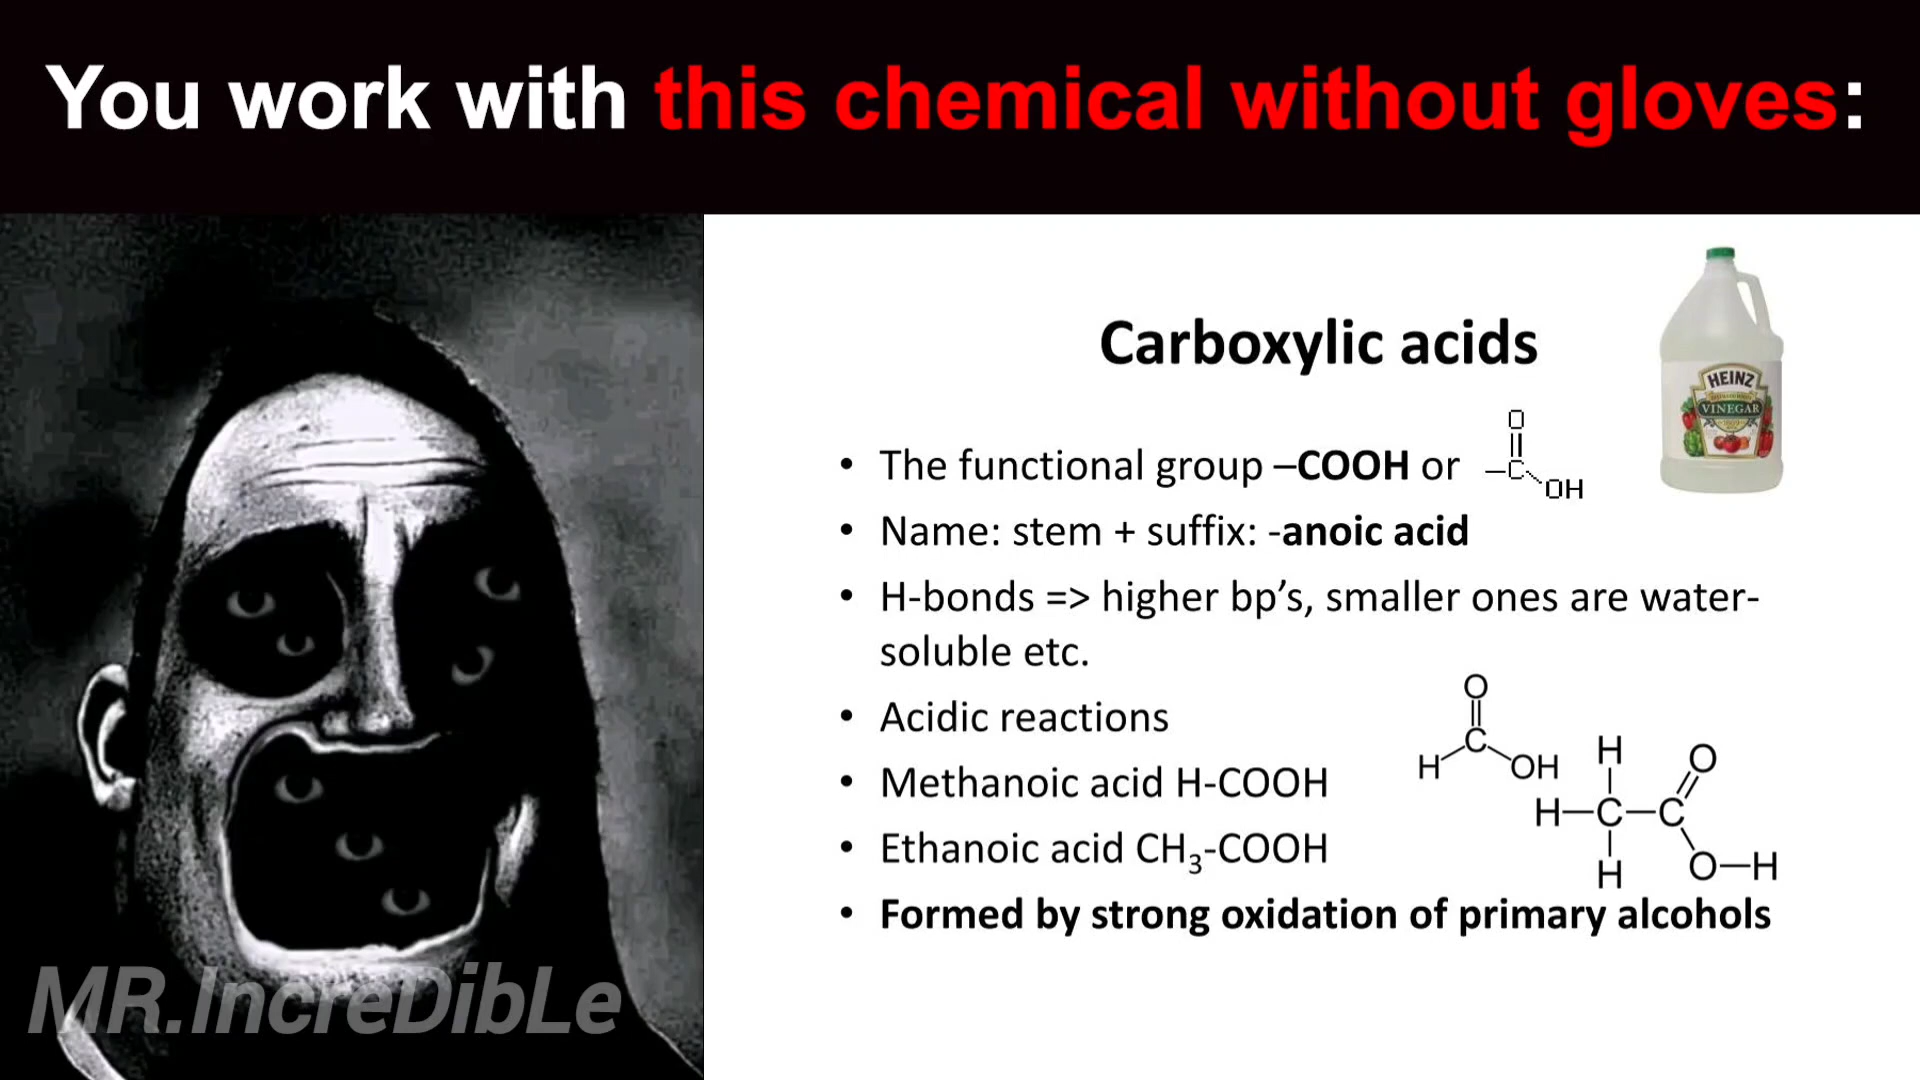 You work with this chemical without gloves:
Carboxylic acids
HEINZ
VINEGAR
• The functional group –COOH or
O
–C
OH
• Name: stem + suffix: -anoic acid
• H-bonds => higher bp’s, smaller ones are water-
soluble etc.
• Acidic reactions
• Methanoic acid H-COOH
O
C
H OH
• Ethanoic acid CH₃-COOH
H O
H–C–C
H O–H
• Formed by strong oxidation of primary alcohols
MR.IncreDibLe